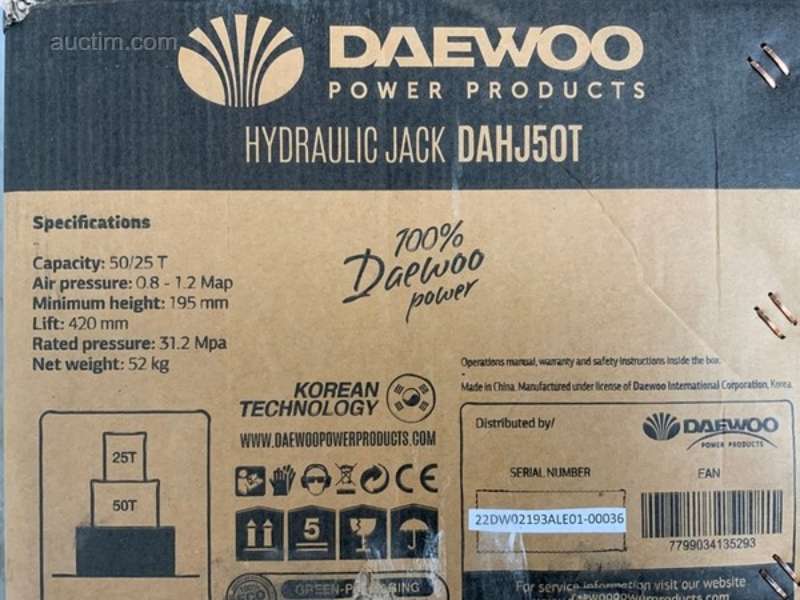 auctim.com
DAEWOO
POWER PRODUCTS
HYDRAULIC JACK DAHJ50T
Specifications
Capacity: 50/25 T
Air pressure: 0.8 - 1.2 Map
Minimum height: 195 mm
Lift: 420 mm
Rated pressure: 31.2 Mpa
Net weight: 52 kg
100%
Daewoo
power
Operations manual, warranty and safety instructions inside the box.
Made in China. Manufactured under license of Daewoo International Corporation, Korea.
KOREAN
TECHNOLOGY
WWW.DAEWOOPOWERPRODUCTS.COM
CE
5
25T
50T
Distributed by/
DAEWOO
POWER PRODUCTS
SERIAL NUMBER
EAN
22DW02193ALE01-00036
7799034135293
For service information visit our website